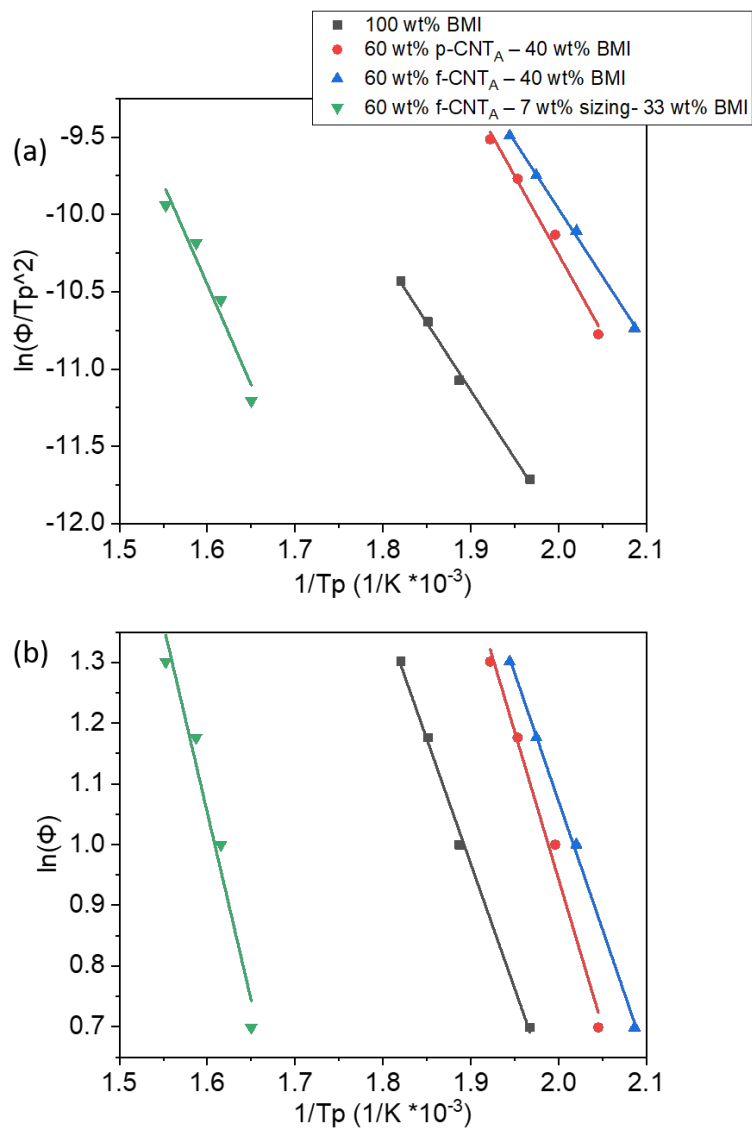 100 wt% BMI
60 wt% p-CNT_A – 40 wt% BMI
60 wt% f-CNT_A – 40 wt% BMI
60 wt% f-CNT_A – 7 wt% sizing- 33 wt% BMI
(a)
ln(Φ/Tp^2)
-9.5
-10.0
-10.5
-11.0
-11.5
-12.0
1.5 1.6 1.7 1.8 1.9 2.0 2.1
1/Tp (1/K *10⁻³)
(b)
ln(Φ)
1.3
1.2
1.1
1.0
0.9
0.8
0.7
1.5 1.6 1.7 1.8 1.9 2.0 2.1
1/Tp (1/K *10⁻³)